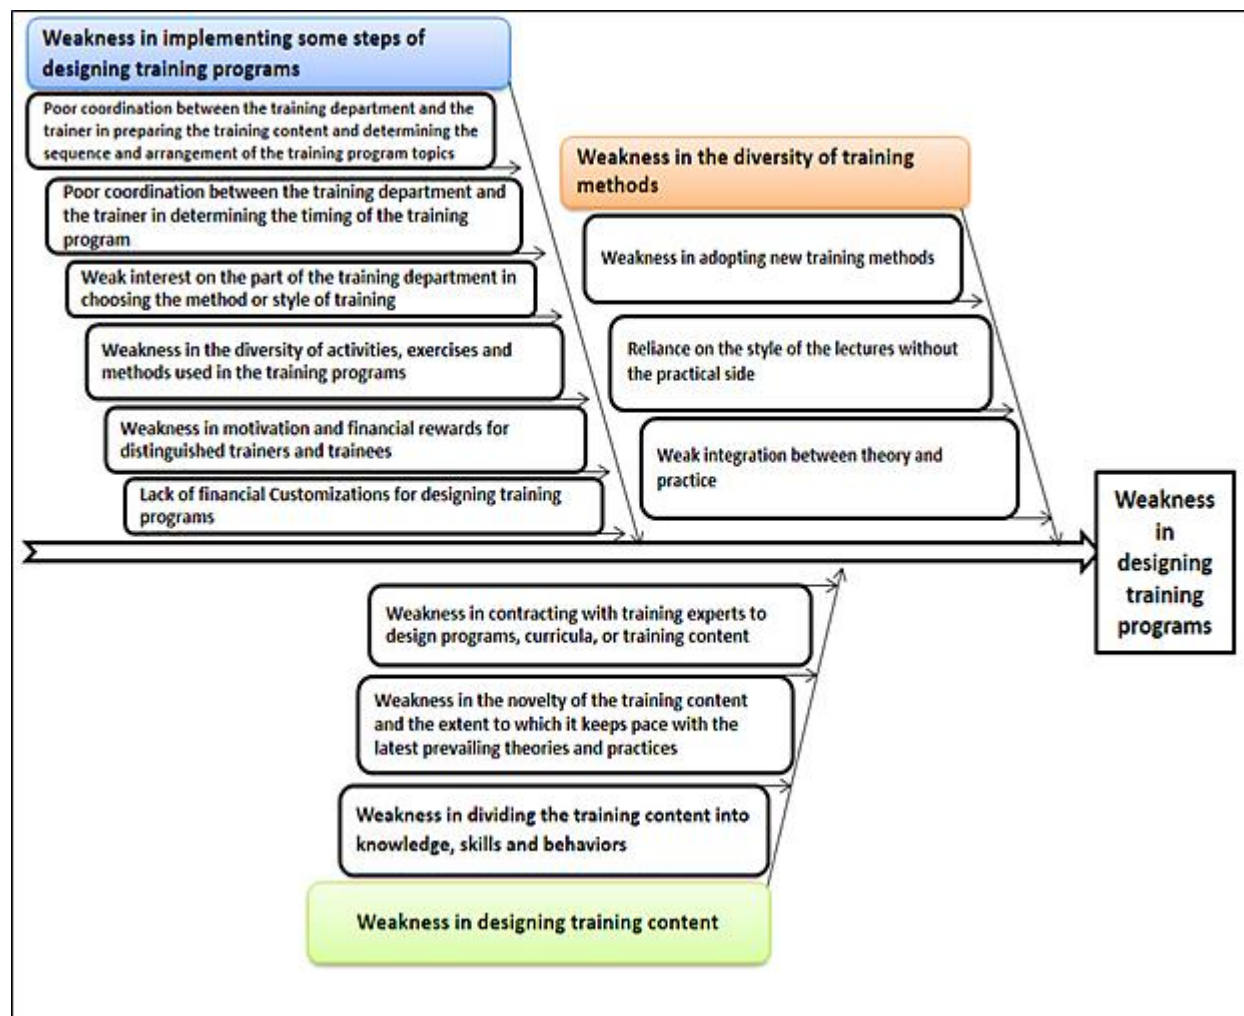 Weakness in implementing some steps of
designing training programs
Poor coordination between the training department and the
trainer in preparing the training content and determining the
sequence and arrangement of the training program topics
Poor coordination between the training department and
the trainer in determining the timing of the training
program
Weak interest on the part of the training department in
choosing the method or style of training
Weakness in the diversity of activities, exercises and
methods used in the training programs
Weakness in motivation and financial rewards for
distinguished trainers and trainees
Lack of financial Customizations for designing training
programs
Weakness in the diversity of training
methods
Weakness in adopting new training methods
Reliance on the style of the lectures without
the practical side
Weak integration between theory and
practice
Weakness
in
designing
training
programs
Weakness in contracting with training experts to
design programs, curricula, or training content
Weakness in the novelty of the training content
and the extent to which it keeps pace with the
latest prevailing theories and practices
Weakness in dividing the training content into
knowledge, skills and behaviors
Weakness in designing training content